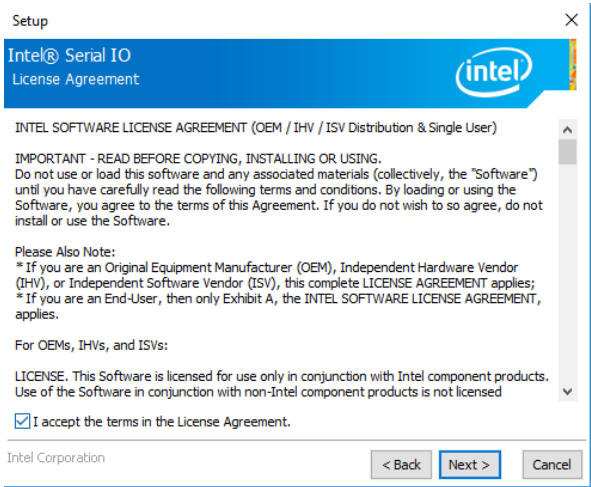 Setup
Intel® Serial IO
License Agreement
intel
INTEL SOFTWARE LICENSE AGREEMENT (OEM / IHV / ISV Distribution & Single User)
IMPORTANT - READ BEFORE COPYING, INSTALLING OR USING.
Do not use or load this software and any associated materials (collectively, the "Software")
until you have carefully read the following terms and conditions. By loading or using the
Software, you agree to the terms of this Agreement. If you do not wish to so agree, do not
install or use the Software.
Please Also Note:
* If you are an Original Equipment Manufacturer (OEM), Independent Hardware Vendor
(IHV), or Independent Software Vendor (ISV), this complete LICENSE AGREEMENT applies;
* If you are an End-User, then only Exhibit A, the INTEL SOFTWARE LICENSE AGREEMENT,
applies.
For OEMs, IHVs, and ISVs:
LICENSE. This Software is licensed for use only in conjunction with Intel component products.
Use of the Software in conjunction with non-Intel component products is not licensed
I accept the terms in the License Agreement.
Intel Corporation
< Back Next > Cancel